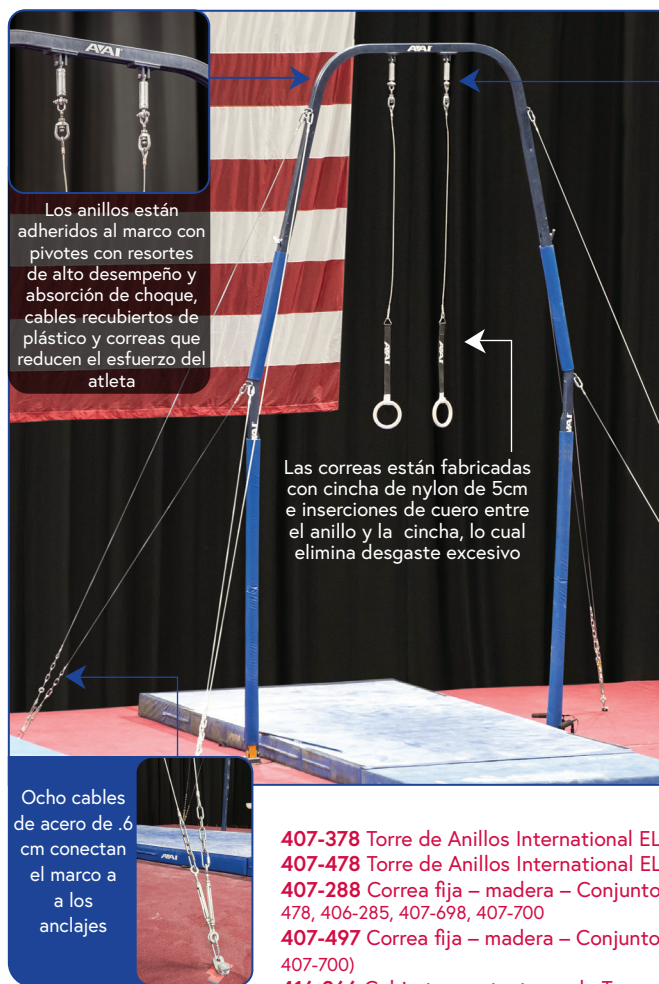 AAI
AAI
Los anillos están
adheridos al marco con
pivotes con resortes
de alto desempeño y
absorción de choque,
cables recubiertos de
plástico y correas que
reducen el esfuerzo del
atleta
AAI
AAI
AAI
Las correas están fabricadas
con cincha de nylon de 5cm
e inserciones de cuero entre
el anillo y la cincha, lo cual
elimina desgaste excesivo
Ocho cables
de acero de .6
cm conectan
el marco a
a los
anclajes
AAI
407-378 Torre de Anillos International EL
407-478 Torre de Anillos International EL
407-288 Correa fija – madera – Conjunto
478, 406-285, 407-698, 407-700
407-497 Correa fija – madera – Conjunto
407-700)